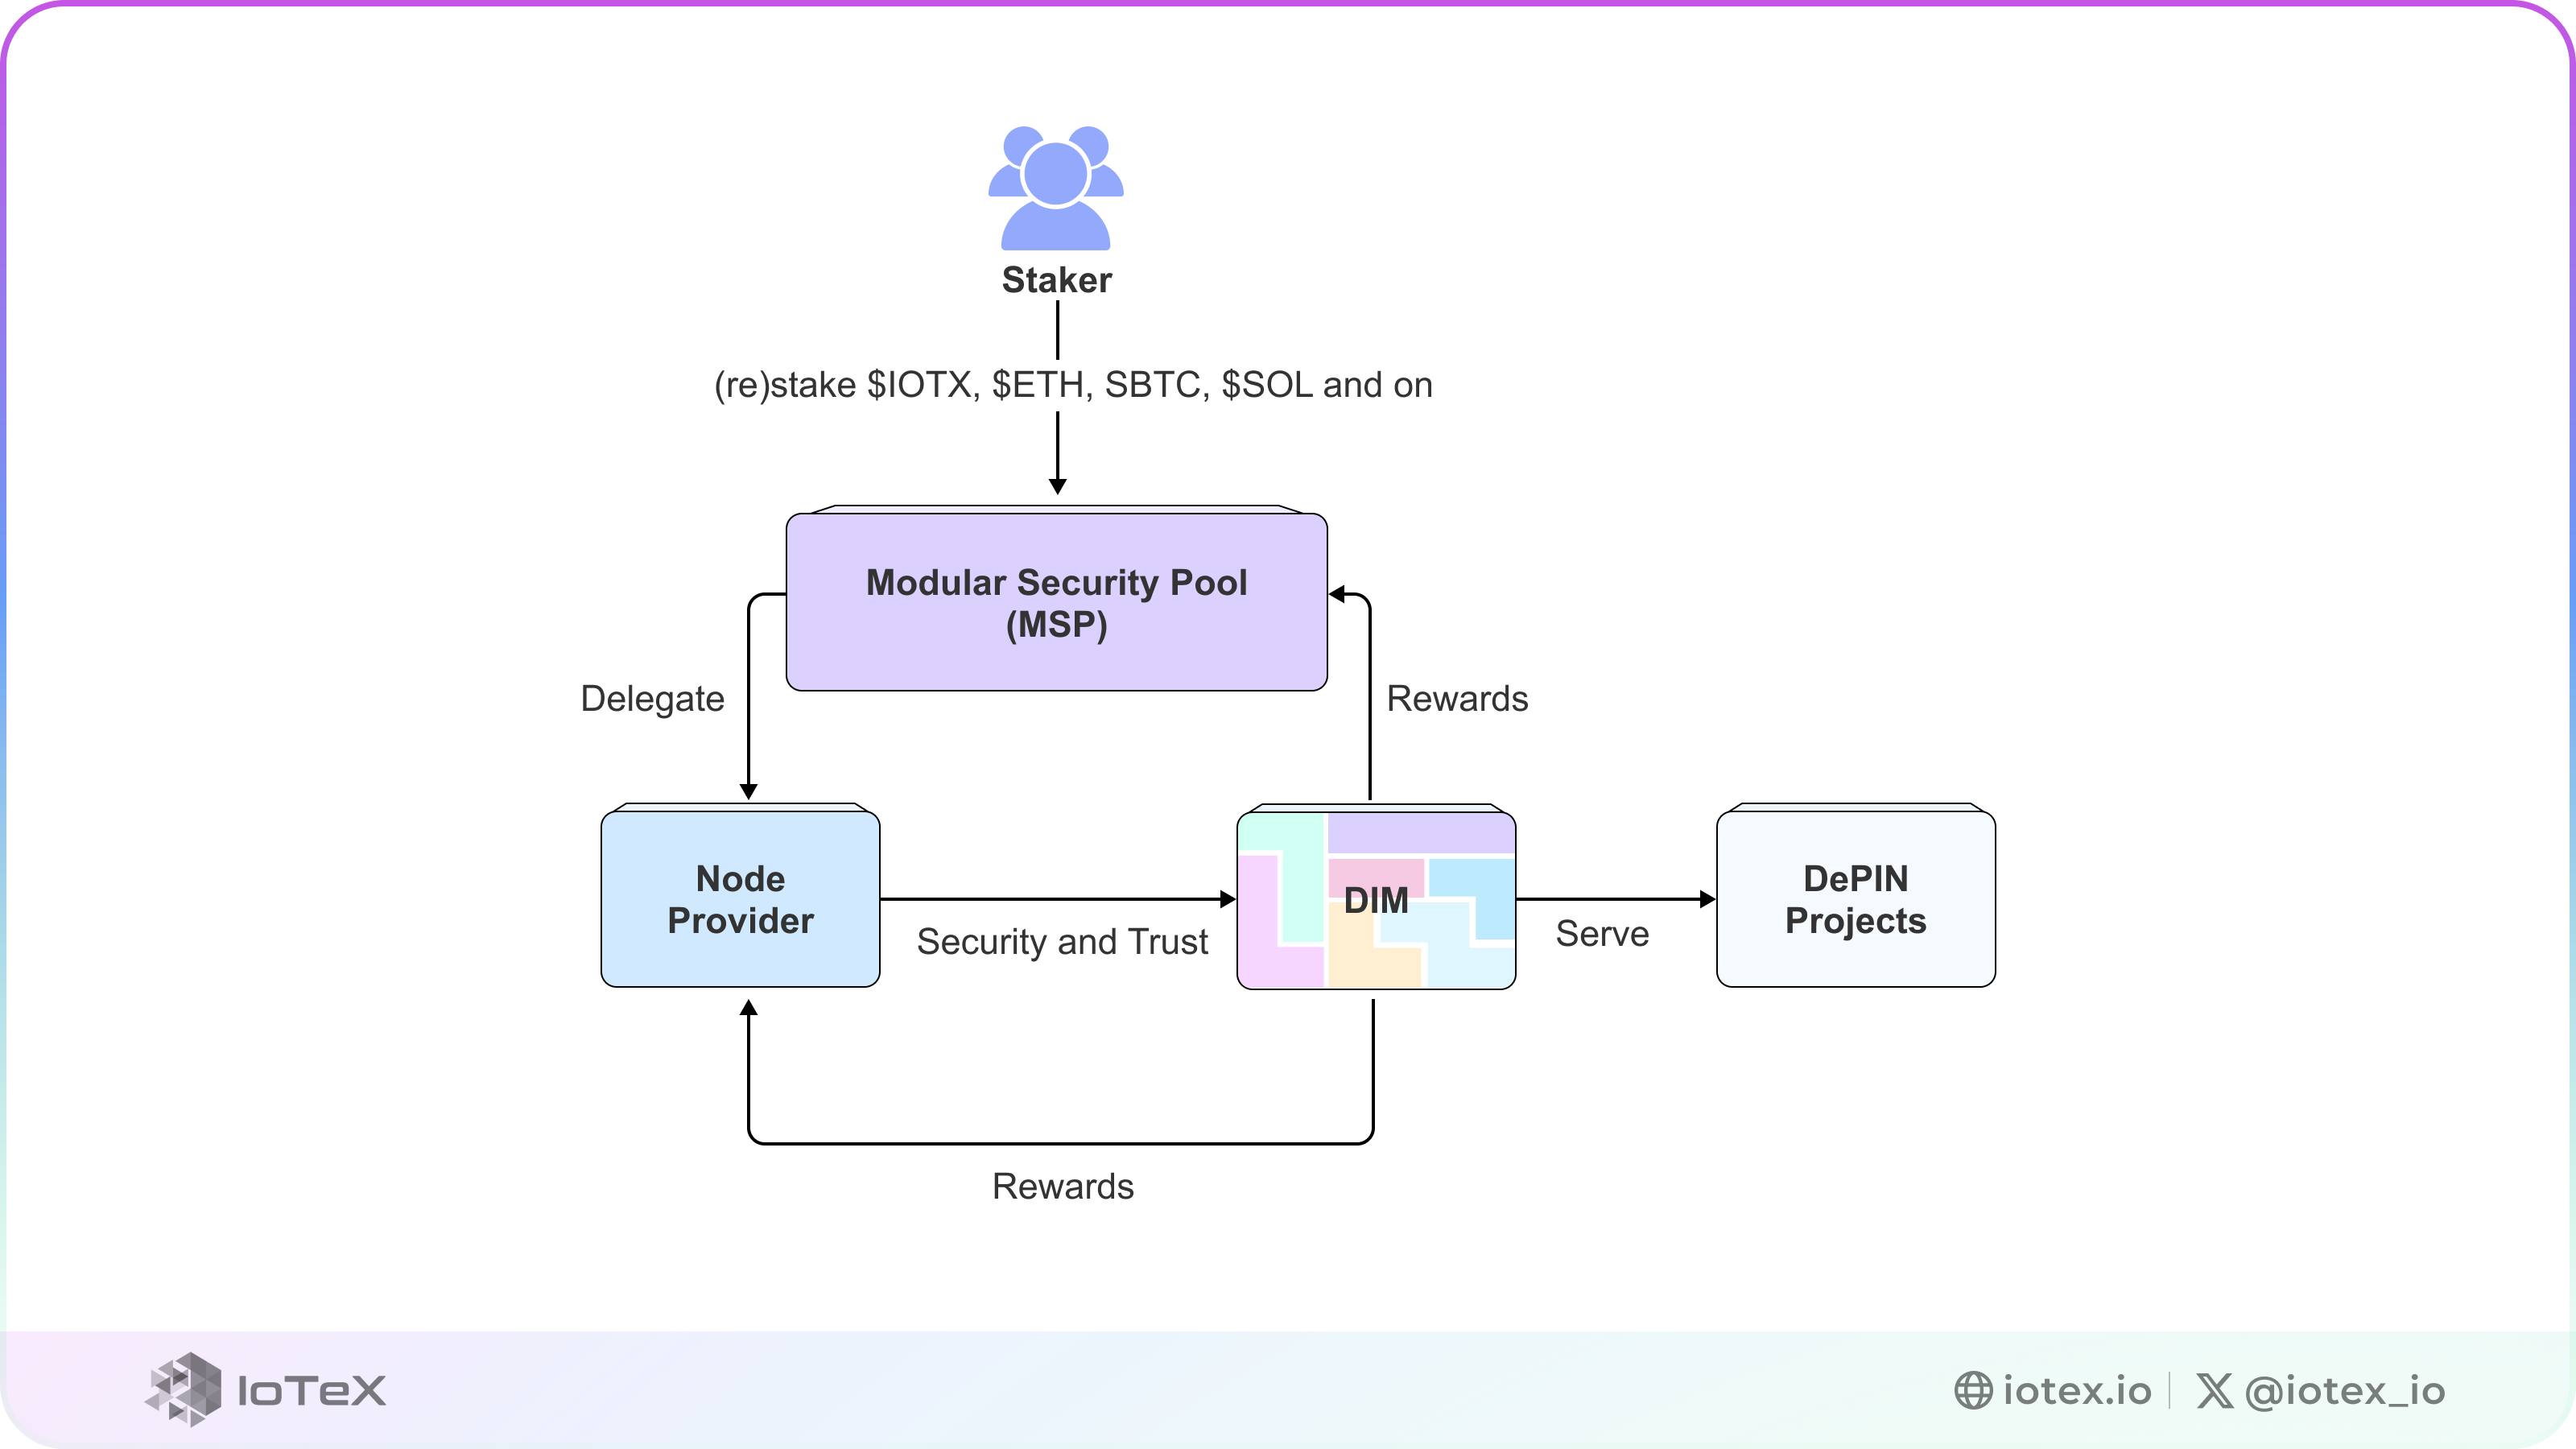 Staker
(re)stake $IOTX, $ETH, SBTC, $SOL and on
Modular Security Pool
(MSP)
Delegate
Rewards
Node
Provider
Security and Trust
DIM
Serve
DePIN
Projects
Rewards
IoTeX
iotex.io
@iotex_io